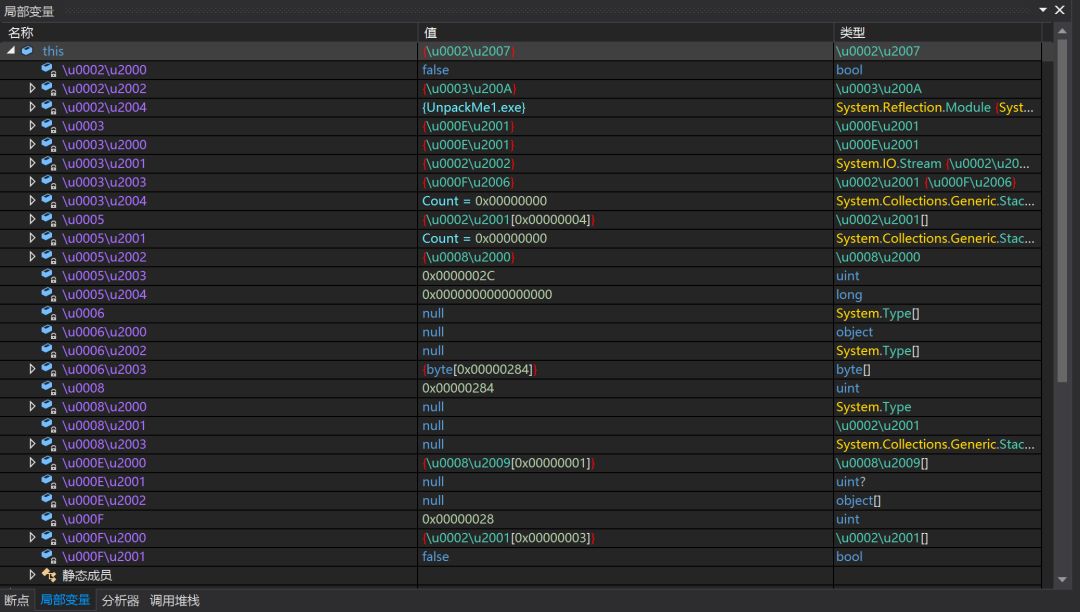 局部变量
名称 值 类型
this {\u0002\u2007} \u0002\u2007
\u0002\u2000 false bool
\u0002\u2002 {\u0003\u200A} \u0003\u200A
\u0002\u2004 {UnpackMe1.exe} System.Reflection.Module {Syst...
\u0003 {\u000E\u2001} \u000E\u2001
\u0003\u2000 {\u000E\u2001} \u000E\u2001
\u0003\u2001 {\u0002\u2002} System.IO.Stream {\u0002\u20...
\u0003\u2003 {\u000F\u2006} \u0002\u2001 {\u000F\u2006}
\u0003\u2004 Count = 0x00000000 System.Collections.Generic.Stac...
\u0005 {\u0002\u2001[0x00000004]} \u0002\u2001[]
\u0005\u2001 Count = 0x00000000 System.Collections.Generic.Stac...
\u0005\u2002 {\u0008\u2000} \u0008\u2000
\u0005\u2003 0x0000002C uint
\u0005\u2004 0x0000000000000000 long
\u0006 null System.Type[]
\u0006\u2000 null object
\u0006\u2002 null System.Type[]
\u0006\u2003 {byte[0x00000284]} byte[]
\u0008 0x00000284 uint
\u0008\u2000 null System.Type
\u0008\u2001 null \u0002\u2001
\u0008\u2003 null System.Collections.Generic.Stac...
\u000E\u2000 {\u0008\u2009[0x00000001]} \u0008\u2009[]
\u000E\u2001 null uint?
\u000E\u2002 null object[]
\u000F 0x00000028 uint
\u000F\u2000 {\u0002\u2001[0x00000003]} \u0002\u2001[]
\u000F\u2001 false bool
静态成员
断点 局部变量 分析器 调用堆栈